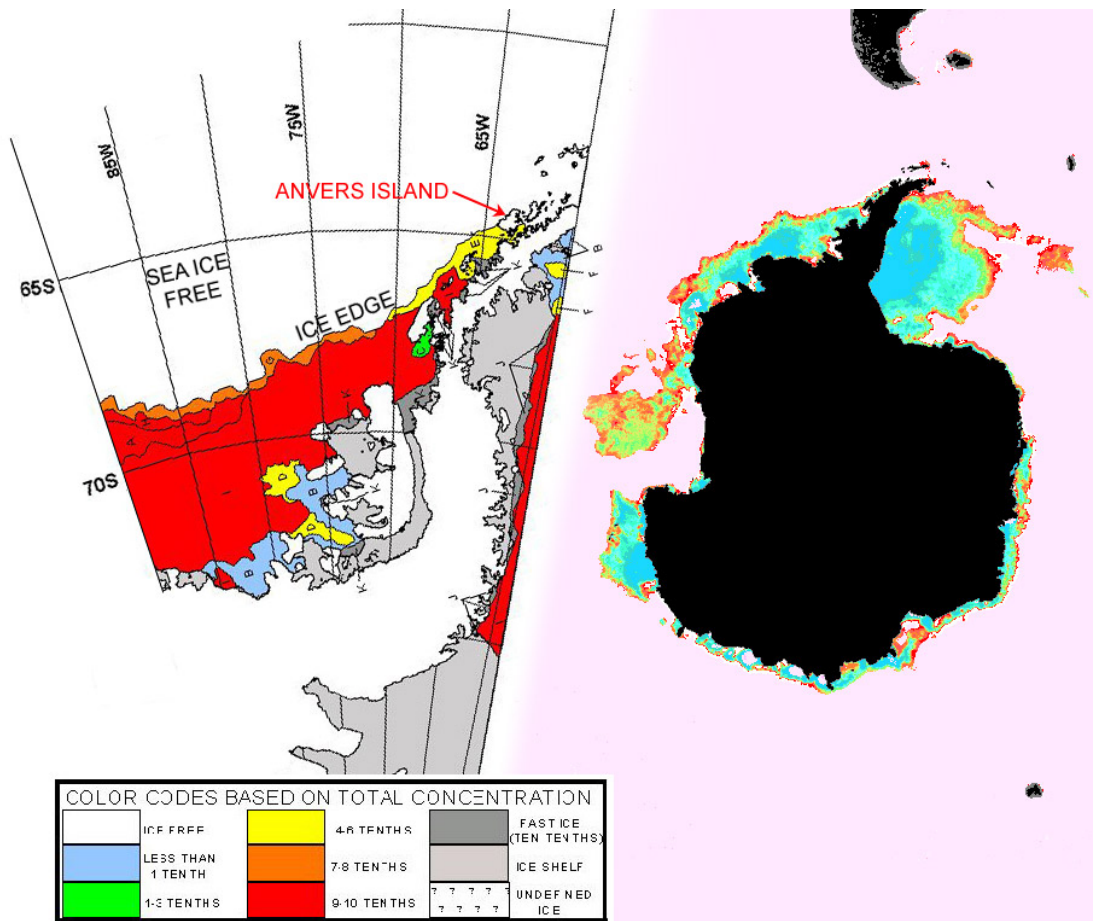 85W
75W
65W
ANVERS ISLAND
SEA ICE
FREE
65S
ICE EDGE
70S
COLOR CODES BASED ON TOTAL CONCENTRATION
ICE FREE
4-6 TENTHS
FAST ICE
(TEN TENTHS)
LESS THAN
1 TENTH
7-8 TENTHS
ICE SHELF
1-3 TENTHS
9-10 TENTHS
? ? ? ? ?
? ? ? ? ?
UNDEFINED
ICE